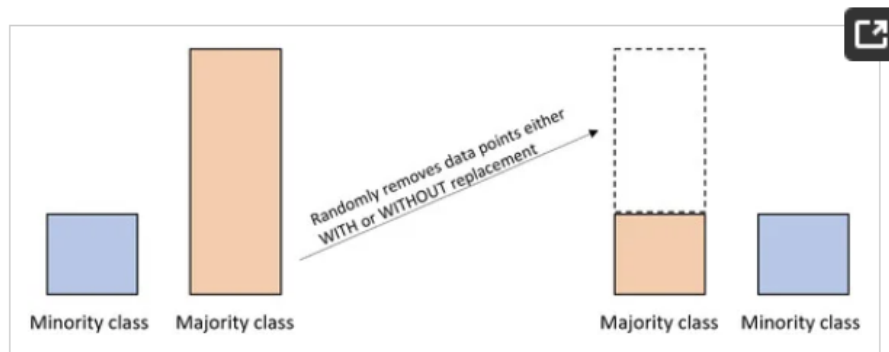 Randomly removes data points either
WITH or WITHOUT replacement
Minority class
Majority class
Majority class
Minority class